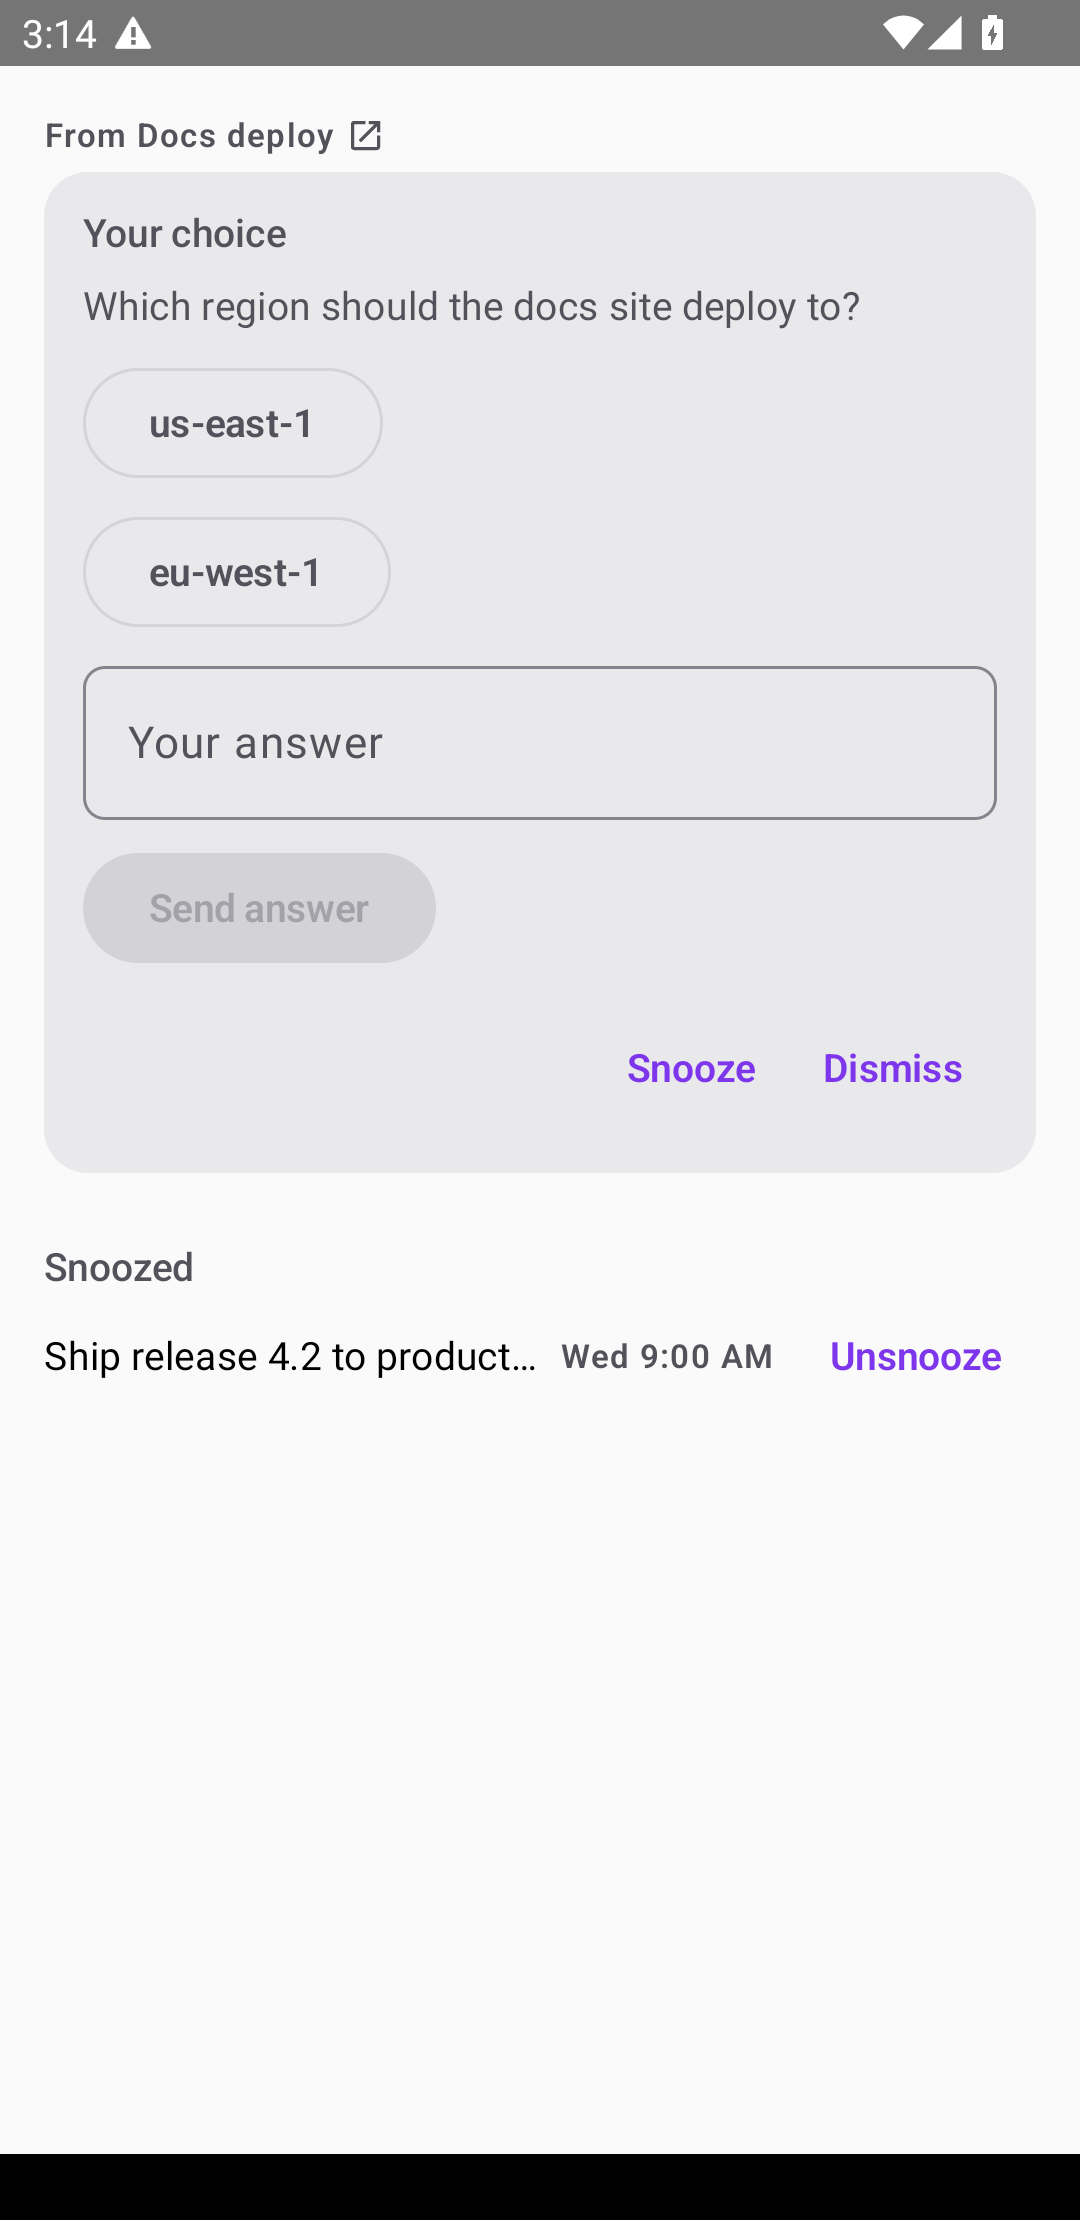 3:14
From Docs deploy
Your choice
Which region should the docs site deploy to?
us-east-1
eu-west-1
Your answer
Send answer
Snooze Dismiss
Snoozed
Ship release 4.2 to product... Wed 9:00 AM Unsnooze